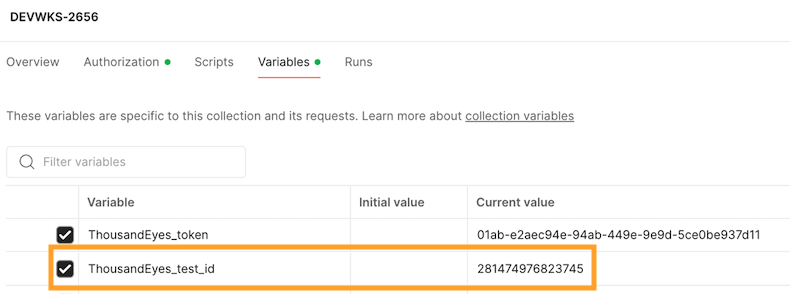 DEVWKS-2656
Overview Authorization Scripts Variables Runs
These variables are specific to this collection and its requests. Learn more about collection variables
Filter variables
Variable Initial value Current value
ThousandEyes_token 01ab-e2aec94e-94ab-449e-9e9d-5ce0be937d11
ThousandEyes_test_id 281474976823745